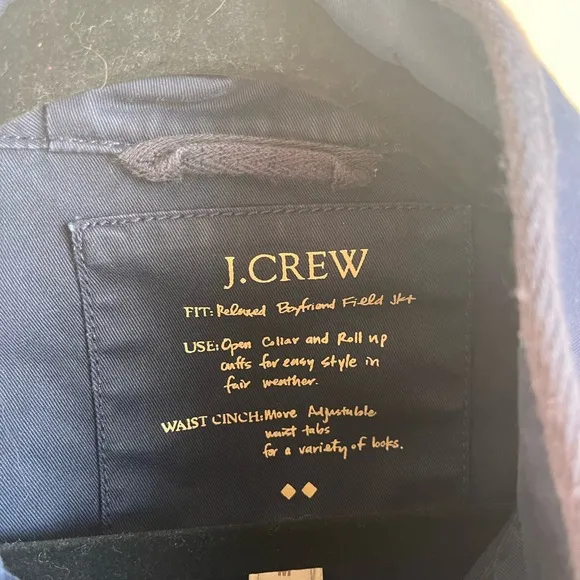 J.CREW
FIT: Relaxed Boyfriend Field Jkt
USE: Open Collar and Roll up
cuffs for easy style in
fair weather.
WAIST CINCH: Move Adjustable
waist tabs
for a variety of looks.